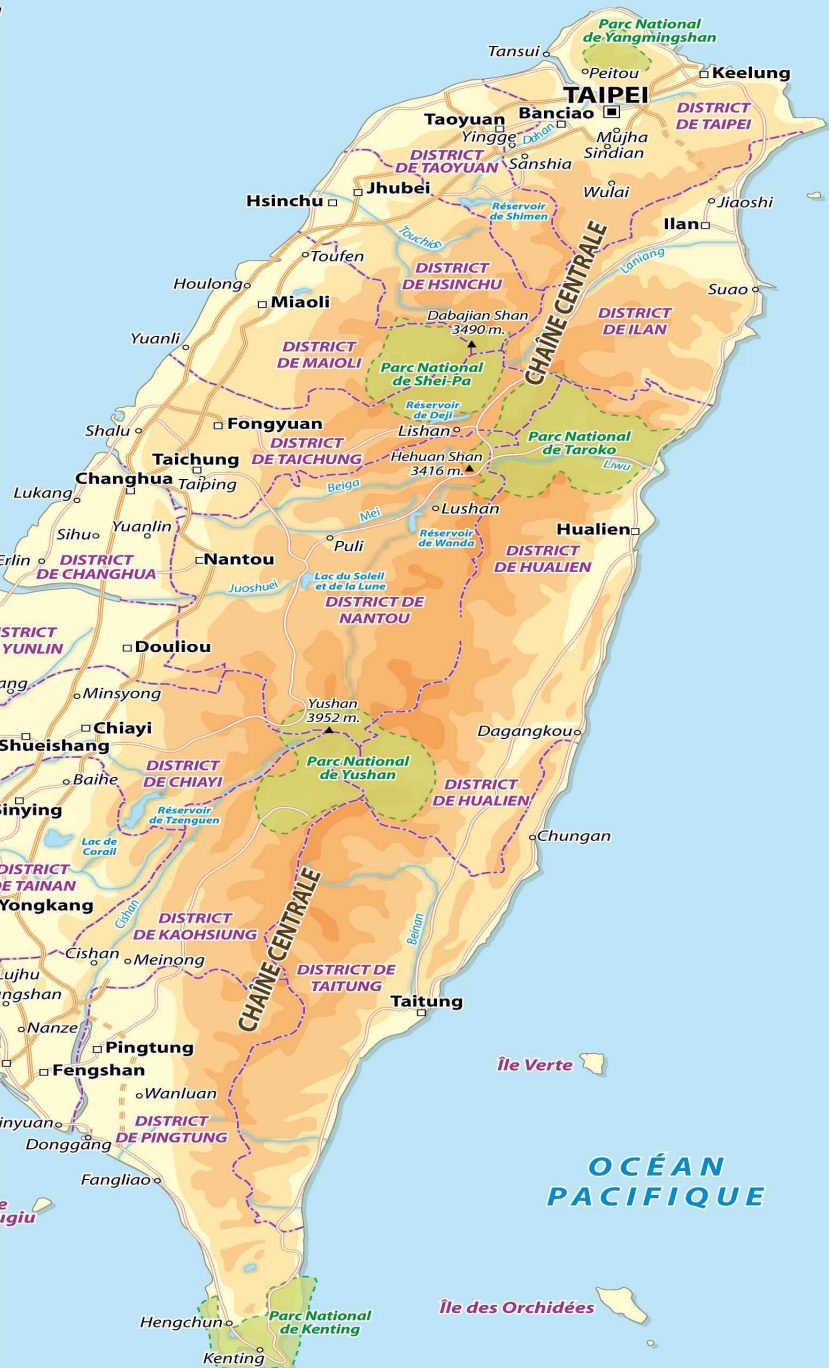 Parc National
de Yangmingshan
Tansui
Peitou
Keelung
TAIPEI
Taoyuan
Banciao
DISTRICT
DE TAIPEI
Yingge
Dahan
Mujha
Sindian
DISTRICT
DE TAOYUAN
Sanshia
Jhubei
Wulai
Hsinchu
Réservoir
de Shimen
Jiaoshi
Ilan
Touchian
CHAÎNE CENTRALE
Laniang
Toufen
DISTRICT
DE HSINCHU
Houlong
Suao
Miaoli
Dabajian Shan
3490 m.
DISTRICT
DE ILAN
Yuanli
DISTRICT
DE MAIOLI
Parc National
de Shei-Pa
Réservoir
de Deji
Fongyuan
Shalu
Lishan
DISTRICT
DE TAICHUNG
Parc National
de Taroko
Taichung
Hehuan Shan
3416 m.
Liwu
Changhua
Taiping
Beiga
Lukang
Mei
Lushan
Sihu
Yuanlin
Réservoir
de Wanda
Hualien
Puli
Erlin
DISTRICT
DE CHANGHUA
Nantou
DISTRICT
DE HUALIEN
Juoshuei
Lac du Soleil
et de la Lune
DISTRICT DE
NANTOU
STRICT
YUNLIN
Douliou
ang
Minsyong
Yushan
3952 m.
Chiayi
Shueishang
Dagangkou
DISTRICT
DE CHIAYI
Parc National
de Yushan
Baihe
DISTRICT
DE HUALIEN
Sinying
Réservoir
de Tzenguen
Lac de
Corail
Chungan
DISTRICT
DE TAINAN
Yongkang
CHAÎNE CENTRALE
Cishan
DISTRICT
DE KAOHSIUNG
Beinan
Cishan
Meinong
DISTRICT DE
TAITUNG
Lujhu
ngshan
Taitung
Nanze
Pingtung
Fengshan
Île Verte
Wanluan
inyuan
DISTRICT
DE PINGTUNG
Donggang
OCÉAN
PACIFIQUE
Fangliao
e
ugiu
Île des Orchidées
Hengchun
Parc National
de Kenting
Kenting